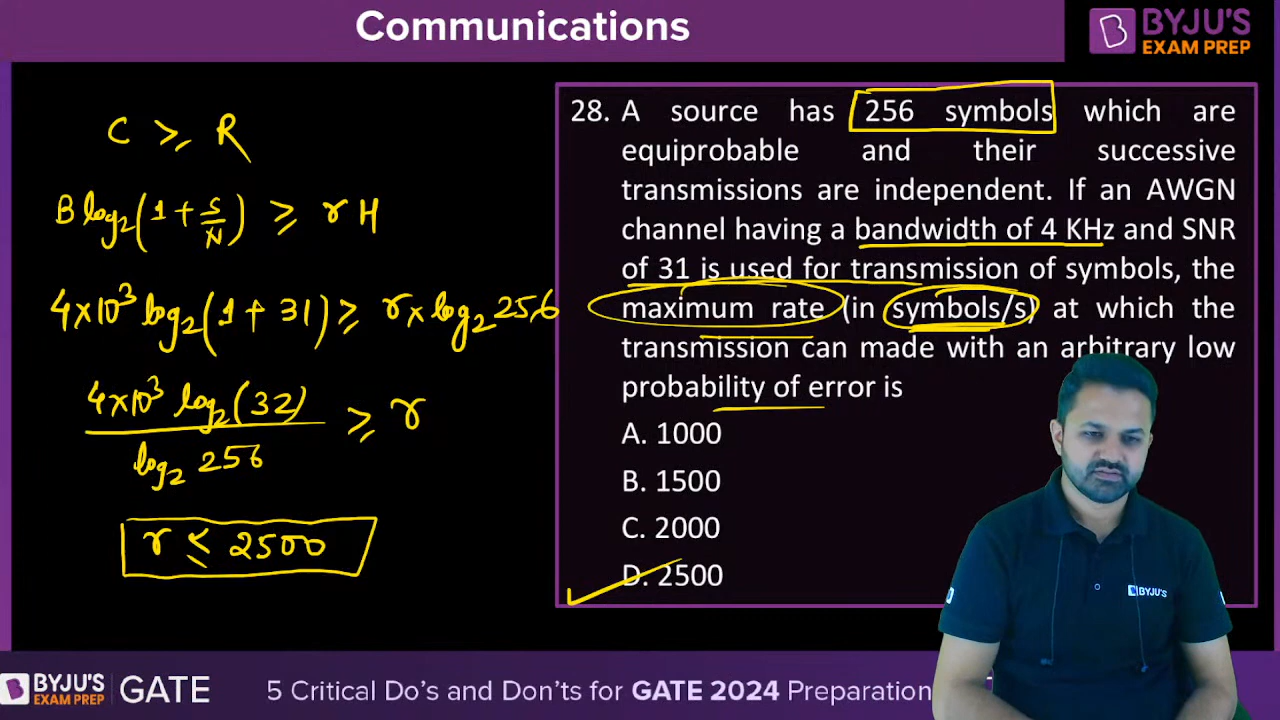 Communications
BYJU'S
EXAM PREP
C ≥ R
B log₂(1 + S/N) ≥ r H
4×10³ log₂(1 + 31) ≥ r × log₂ 256
4×10³ log₂(32) / log₂ 256 ≥ r
r ≤ 2500
28. A source has 256 symbols which are
equiprobable and their successive
transmissions are independent. If an AWGN
channel having a bandwidth of 4 KHz and SNR
of 31 is used for transmission of symbols, the
maximum rate (in symbols/s) at which the
transmission can made with an arbitrary low
probability of error is
A. 1000
B. 1500
C. 2000
D. 2500
BYJU'S
BYJU'S
EXAM PREP
GATE
5 Critical Do's and Don'ts for GATE 2024 Preparation